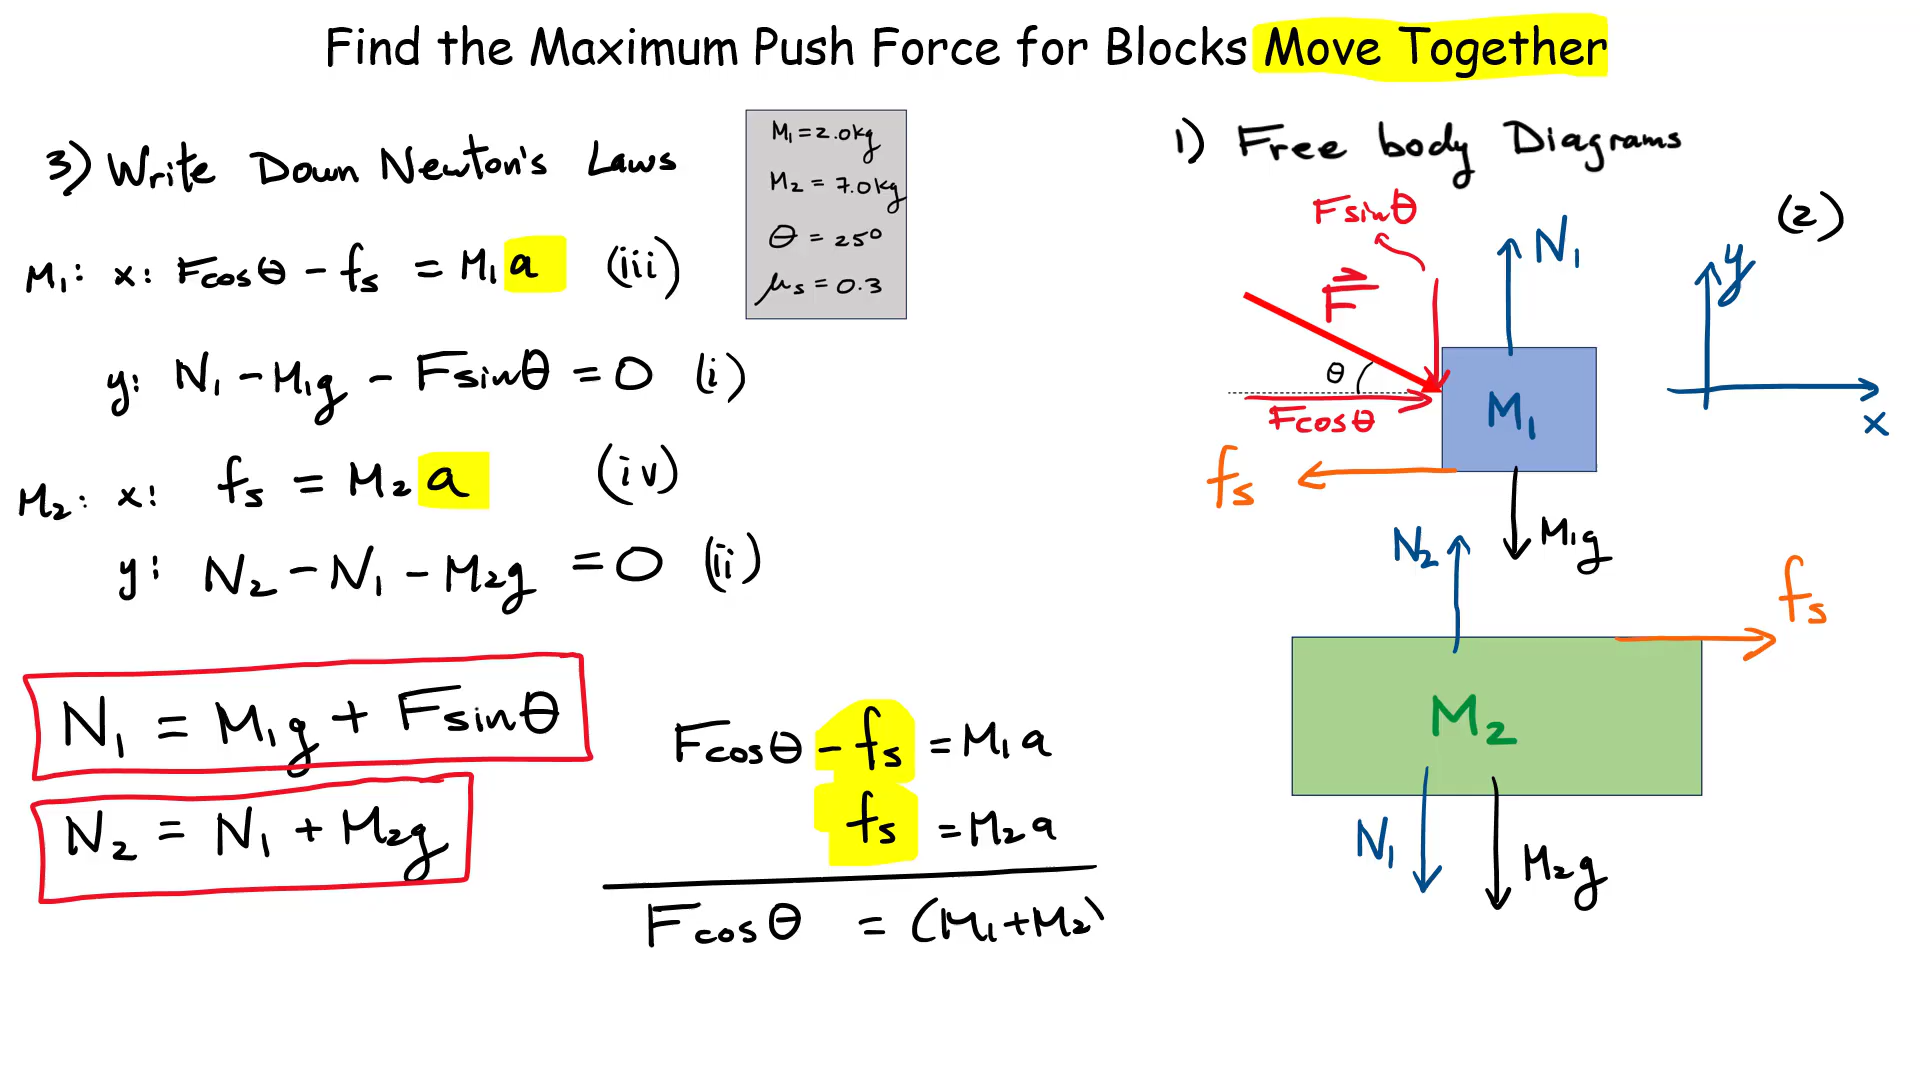 Find the Maximum Push Force for Blocks Move Together
3) Write Down Newton's Laws
M₁: x: Fcosθ - fₛ = M₁a (iii)
y: N₁ - M₁g - Fsinθ = 0 (i)
M₂: x: fₛ = M₂a (iv)
y: N₂ - N₁ - M₂g = 0 (ii)
N₁ = M₁g + Fsinθ
N₂ = N₁ + M₂g
M₁ = 2.0kg
M₂ = 7.0kg
θ = 25°
μₛ = 0.3
Fcosθ - fₛ = M₁a
fₛ = M₂a
Fcosθ = (M₁+M₂)
1) Free body Diagrams
(2)
Fsinθ
N₁
y
F⃗
θ
M₁
Fcosθ
x
fₛ
M₁g
N₂
fₛ
M₂
N₁
M₂g